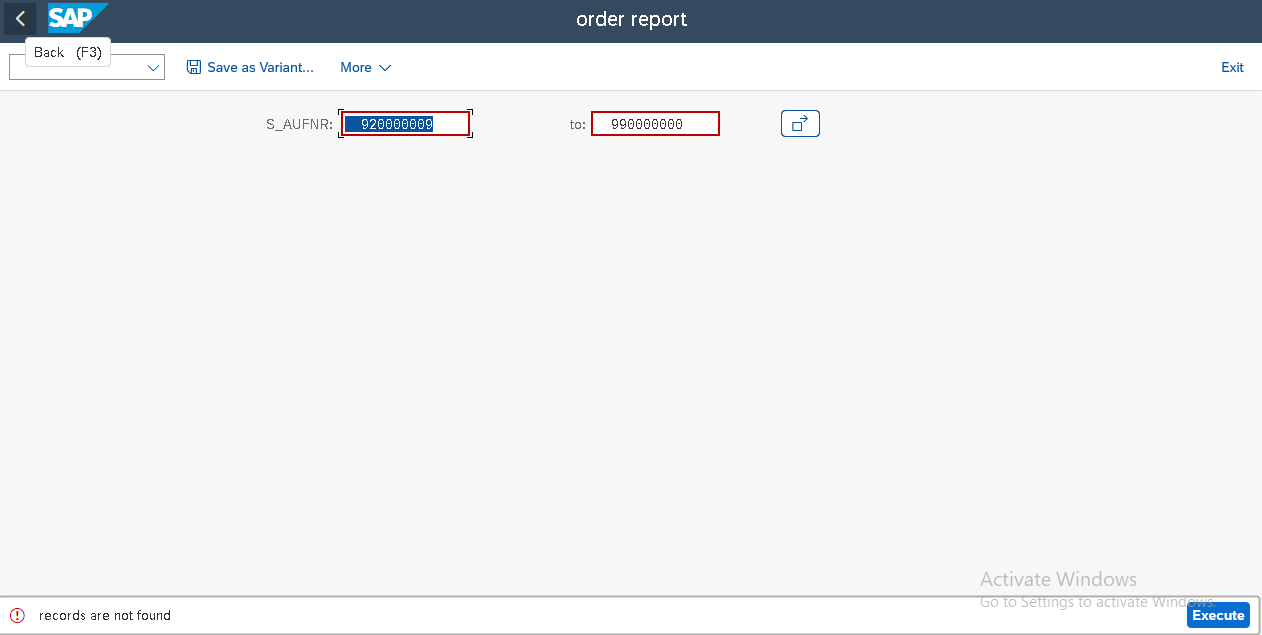 SAP
order report
Back (F3)
Save as Variant...
More
Exit
S_AUFNR:
920000009
to:
990000000
Activate Windows
Go to Settings to activate Windows.
records are not found
Execute